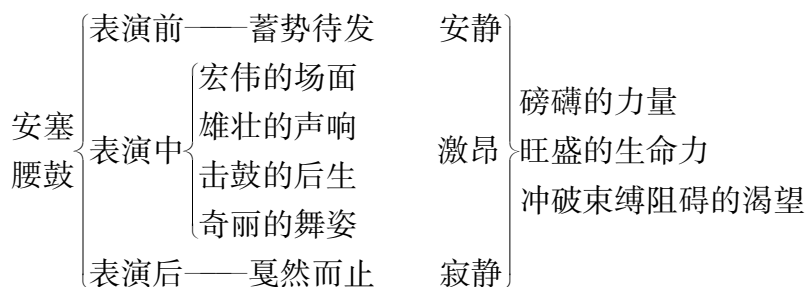 表演前——蓄势待发 安静
宏伟的场面
磅礴的力量
安塞
雄壮的声响
腰鼓
表演中
激昂
旺盛的生命力
击鼓的后生
冲破束缚阻碍的渴望
奇丽的舞姿
表演后——戛然而止 寂静